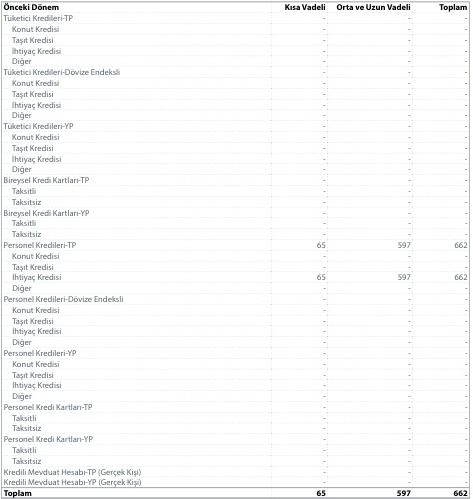 Önceki Dönem Kısa Vadeli Orta ve Uzun Vadeli Toplam
Tüketici Kredileri-TP - - -
Konut Kredisi - - -
Taşıt Kredisi - - -
İhtiyaç Kredisi - - -
Diğer - - -
Tüketici Kredileri-Dövize Endeksli - - -
Konut Kredisi - - -
Taşıt Kredisi - - -
İhtiyaç Kredisi - - -
Diğer - - -
Tüketici Kredileri-YP - - -
Konut Kredisi - - -
Taşıt Kredisi - - -
İhtiyaç Kredisi - - -
Diğer - - -
Bireysel Kredi Kartları-TP - - -
Taksitli - - -
Taksitsiz - - -
Bireysel Kredi Kartları-YP - - -
Taksitli - - -
Taksitsiz - - -
Personel Kredileri-TP 65 597 662
Konut Kredisi - - -
Taşıt Kredisi - - -
İhtiyaç Kredisi 65 597 662
Diğer - - -
Personel Kredileri-Dövize Endeksli - - -
Konut Kredisi - - -
Taşıt Kredisi - - -
İhtiyaç Kredisi - - -
Diğer - - -
Personel Kredileri-YP - - -
Konut Kredisi - - -
Taşıt Kredisi - - -
İhtiyaç Kredisi - - -
Diğer - - -
Personel Kredi Kartları-TP - - -
Taksitli - - -
Taksitsiz - - -
Personel Kredi Kartları-YP - - -
Taksitli - - -
Taksitsiz - - -
Kredili Mevduat Hesabı-TP (Gerçek Kişi) - - -
Kredili Mevduat Hesabı-YP (Gerçek Kişi) - - -
Toplam 65 597 662